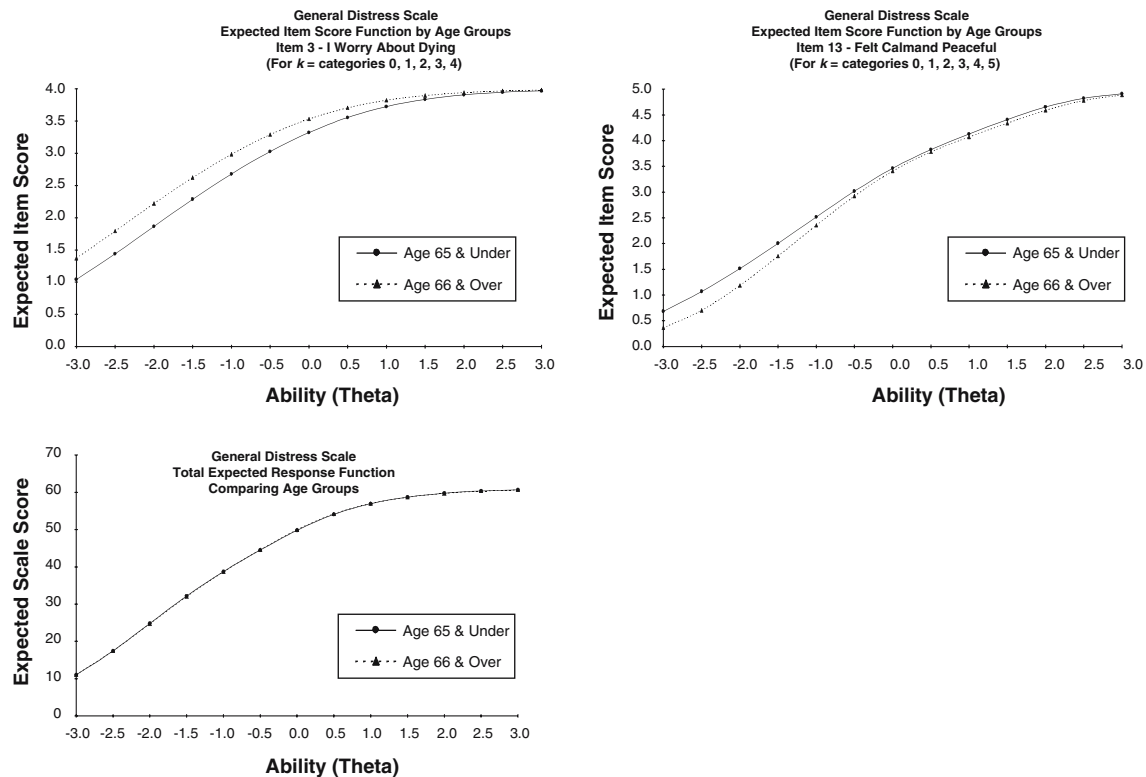 General Distress Scale
Expected Item Score Function by Age Groups
Item 3 - I Worry About Dying
(For k = categories 0, 1, 2, 3, 4)
Expected Item Score
4.0
3.5
3.0
2.5
2.0
1.5
1.0
0.5
0.0
Age 65 & Under
Age 66 & Over
-3.0 -2.5 -2.0 -1.5 -1.0 -0.5 0.0 0.5 1.0 1.5 2.0 2.5 3.0
Ability (Theta)
General Distress Scale
Expected Item Score Function by Age Groups
Item 13 - Felt Calmand Peaceful
(For k = categories 0, 1, 2, 3, 4, 5)
Expected Item Score
5.0
4.5
4.0
3.5
3.0
2.5
2.0
1.5
1.0
0.5
0.0
Age 65 & Under
Age 66 & Over
-3.0 -2.5 -2.0 -1.5 -1.0 -0.5 0.0 0.5 1.0 1.5 2.0 2.5 3.0
Ability (Theta)
General Distress Scale
Total Expected Response Function
Comparing Age Groups
Expected Scale Score
70
60
50
40
30
20
10
0
Age 65 & Under
Age 66 & Over
-3.0 -2.5 -2.0 -1.5 -1.0 -0.5 0.0 0.5 1.0 1.5 2.0 2.5 3.0
Ability (Theta)